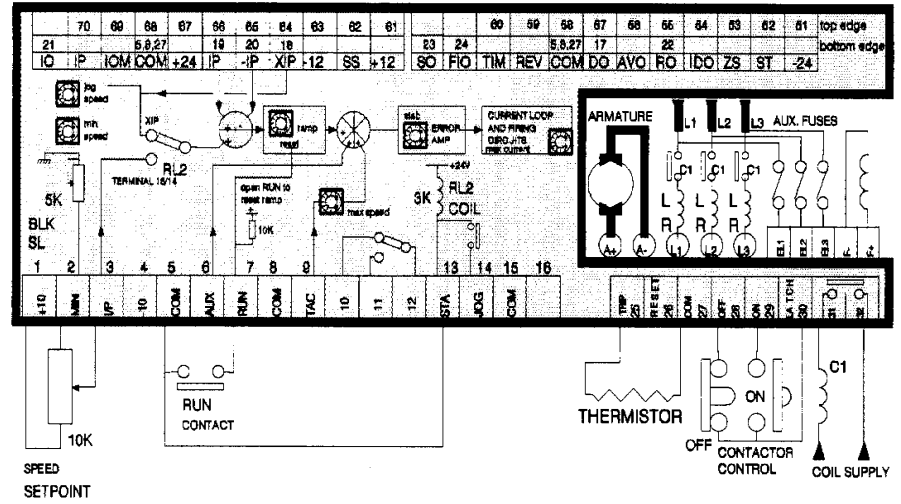 70 69 68 67 66 65 64 63 62 61 60 59 58 57 56 55 54 53 52 51 top edge
21 5,8,27 19 20 18 23 24 5,8,27 17 22 bottom edge
IO IP IOM COM +24 IP -IP XIP -12 SS +12 SO FIO TIM REV COM DO AVO RO IDO ZS ST -24
jog speed
min speed
XIP
RL2
TERMINAL 15/14
ramp
reset
open RUN to reset ramp
10K
max speed
stab
ERROR AMP
CURRENT LOOP AND FIRING CIRCUITS
max current
+24V
RL2 COIL
3K
5K
BLK
SL
ARMATURE
L1 L2 L3 AUX. FUSES
C1 C1 C1
L L L
R R R
A+ A- L1 L2 L3 EL1 EL2 EL3 F- F+
1 2 3 4 5 6 7 8 9 10 11 12 13 14 15 16
+10 MIN I/P 10 COM AUX RUN COM TAC STA JOG COM
TRIP 25 RESET 26 COM 27 OFF 28 ON 29 LATCH 30 31 32
RUN
CONTACT
10K
SPEED
SETPOINT
THERMISTOR
OFF
ON
CONTACTOR
CONTROL
C1
COIL SUPPLY